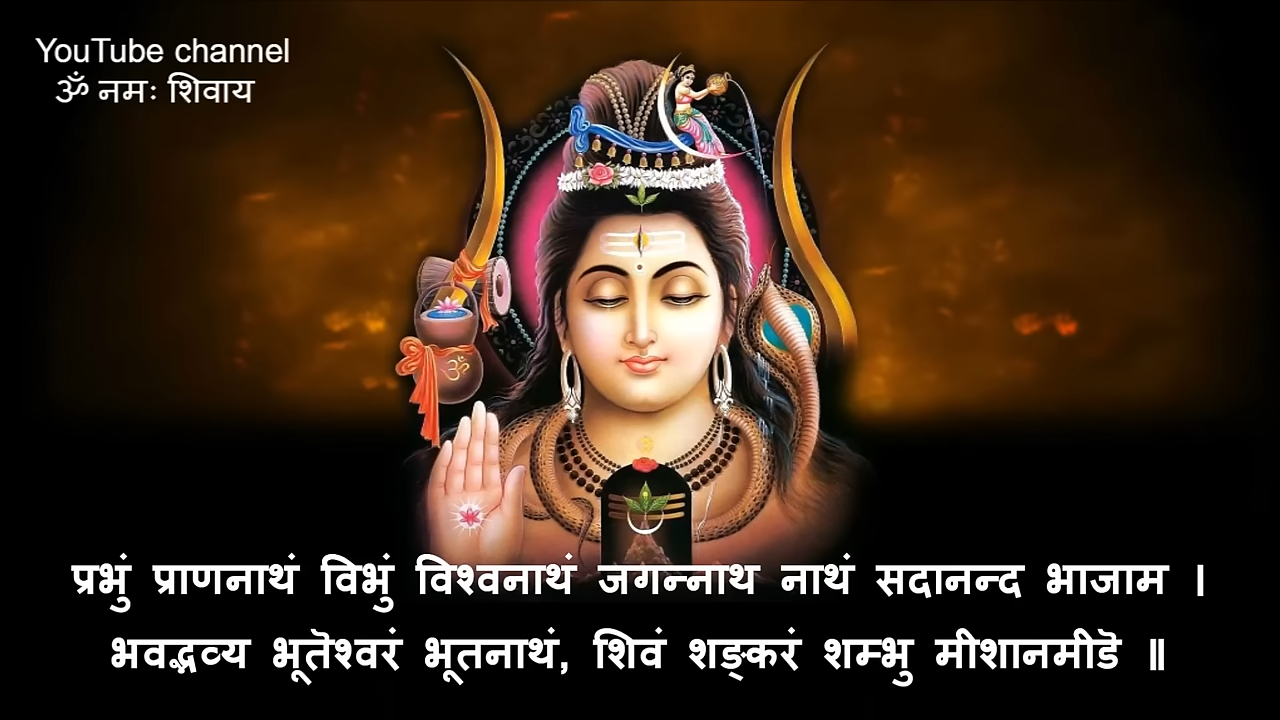 YouTube channel
ॐ नमः शिवाय
ॐ
प्रभुं प्राणनाथं विभुं विश्वनाथं जगन्नाथ नाथं सदानन्द भाजाम ।
भवद्भव्य भूतॆश्वरं भूतनाथं, शिवं शङ्करं शम्भु मीशानमीडॆ ॥